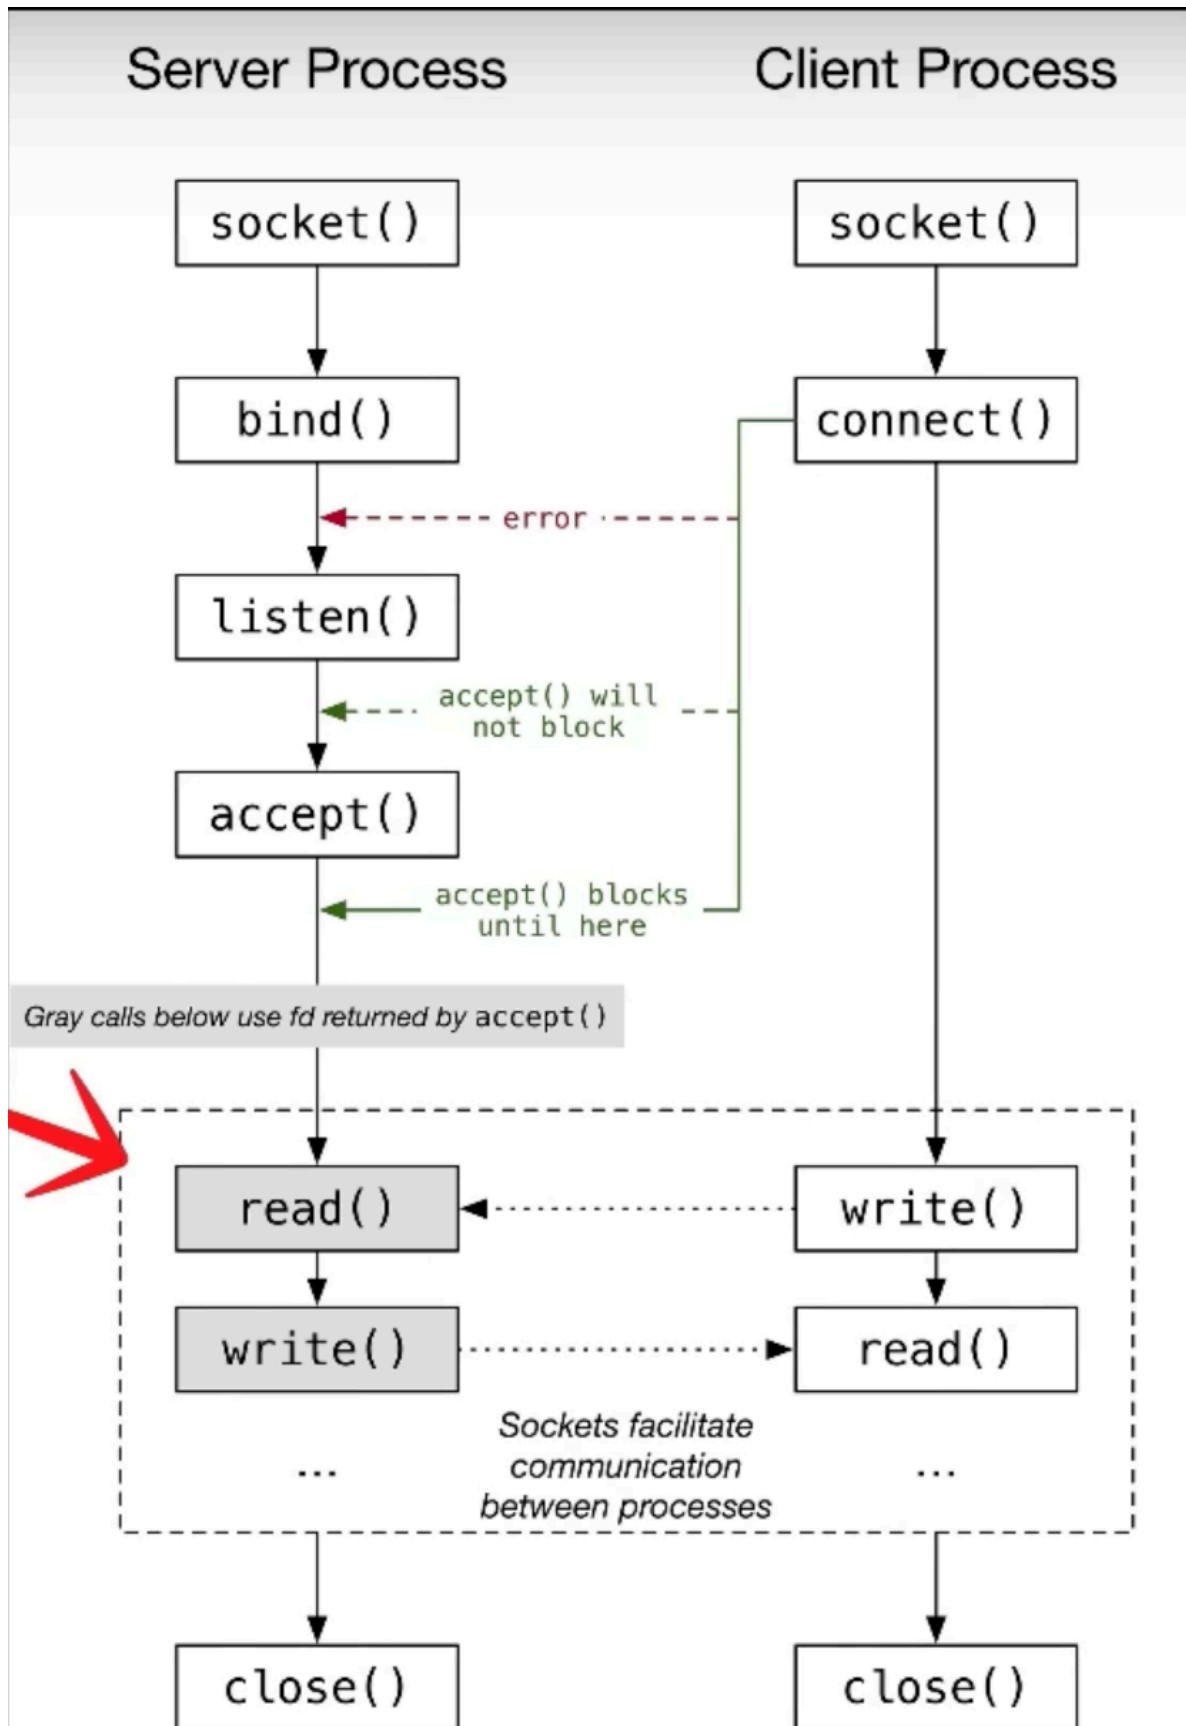 Server Process
Client Process
socket()
socket()
bind()
connect()
error
listen()
accept() will
not block
accept()
accept() blocks
until here
Gray calls below use fd returned by accept()
read()
write()
write()
read()
Sockets facilitate
... communication ...
between processes
close()
close()